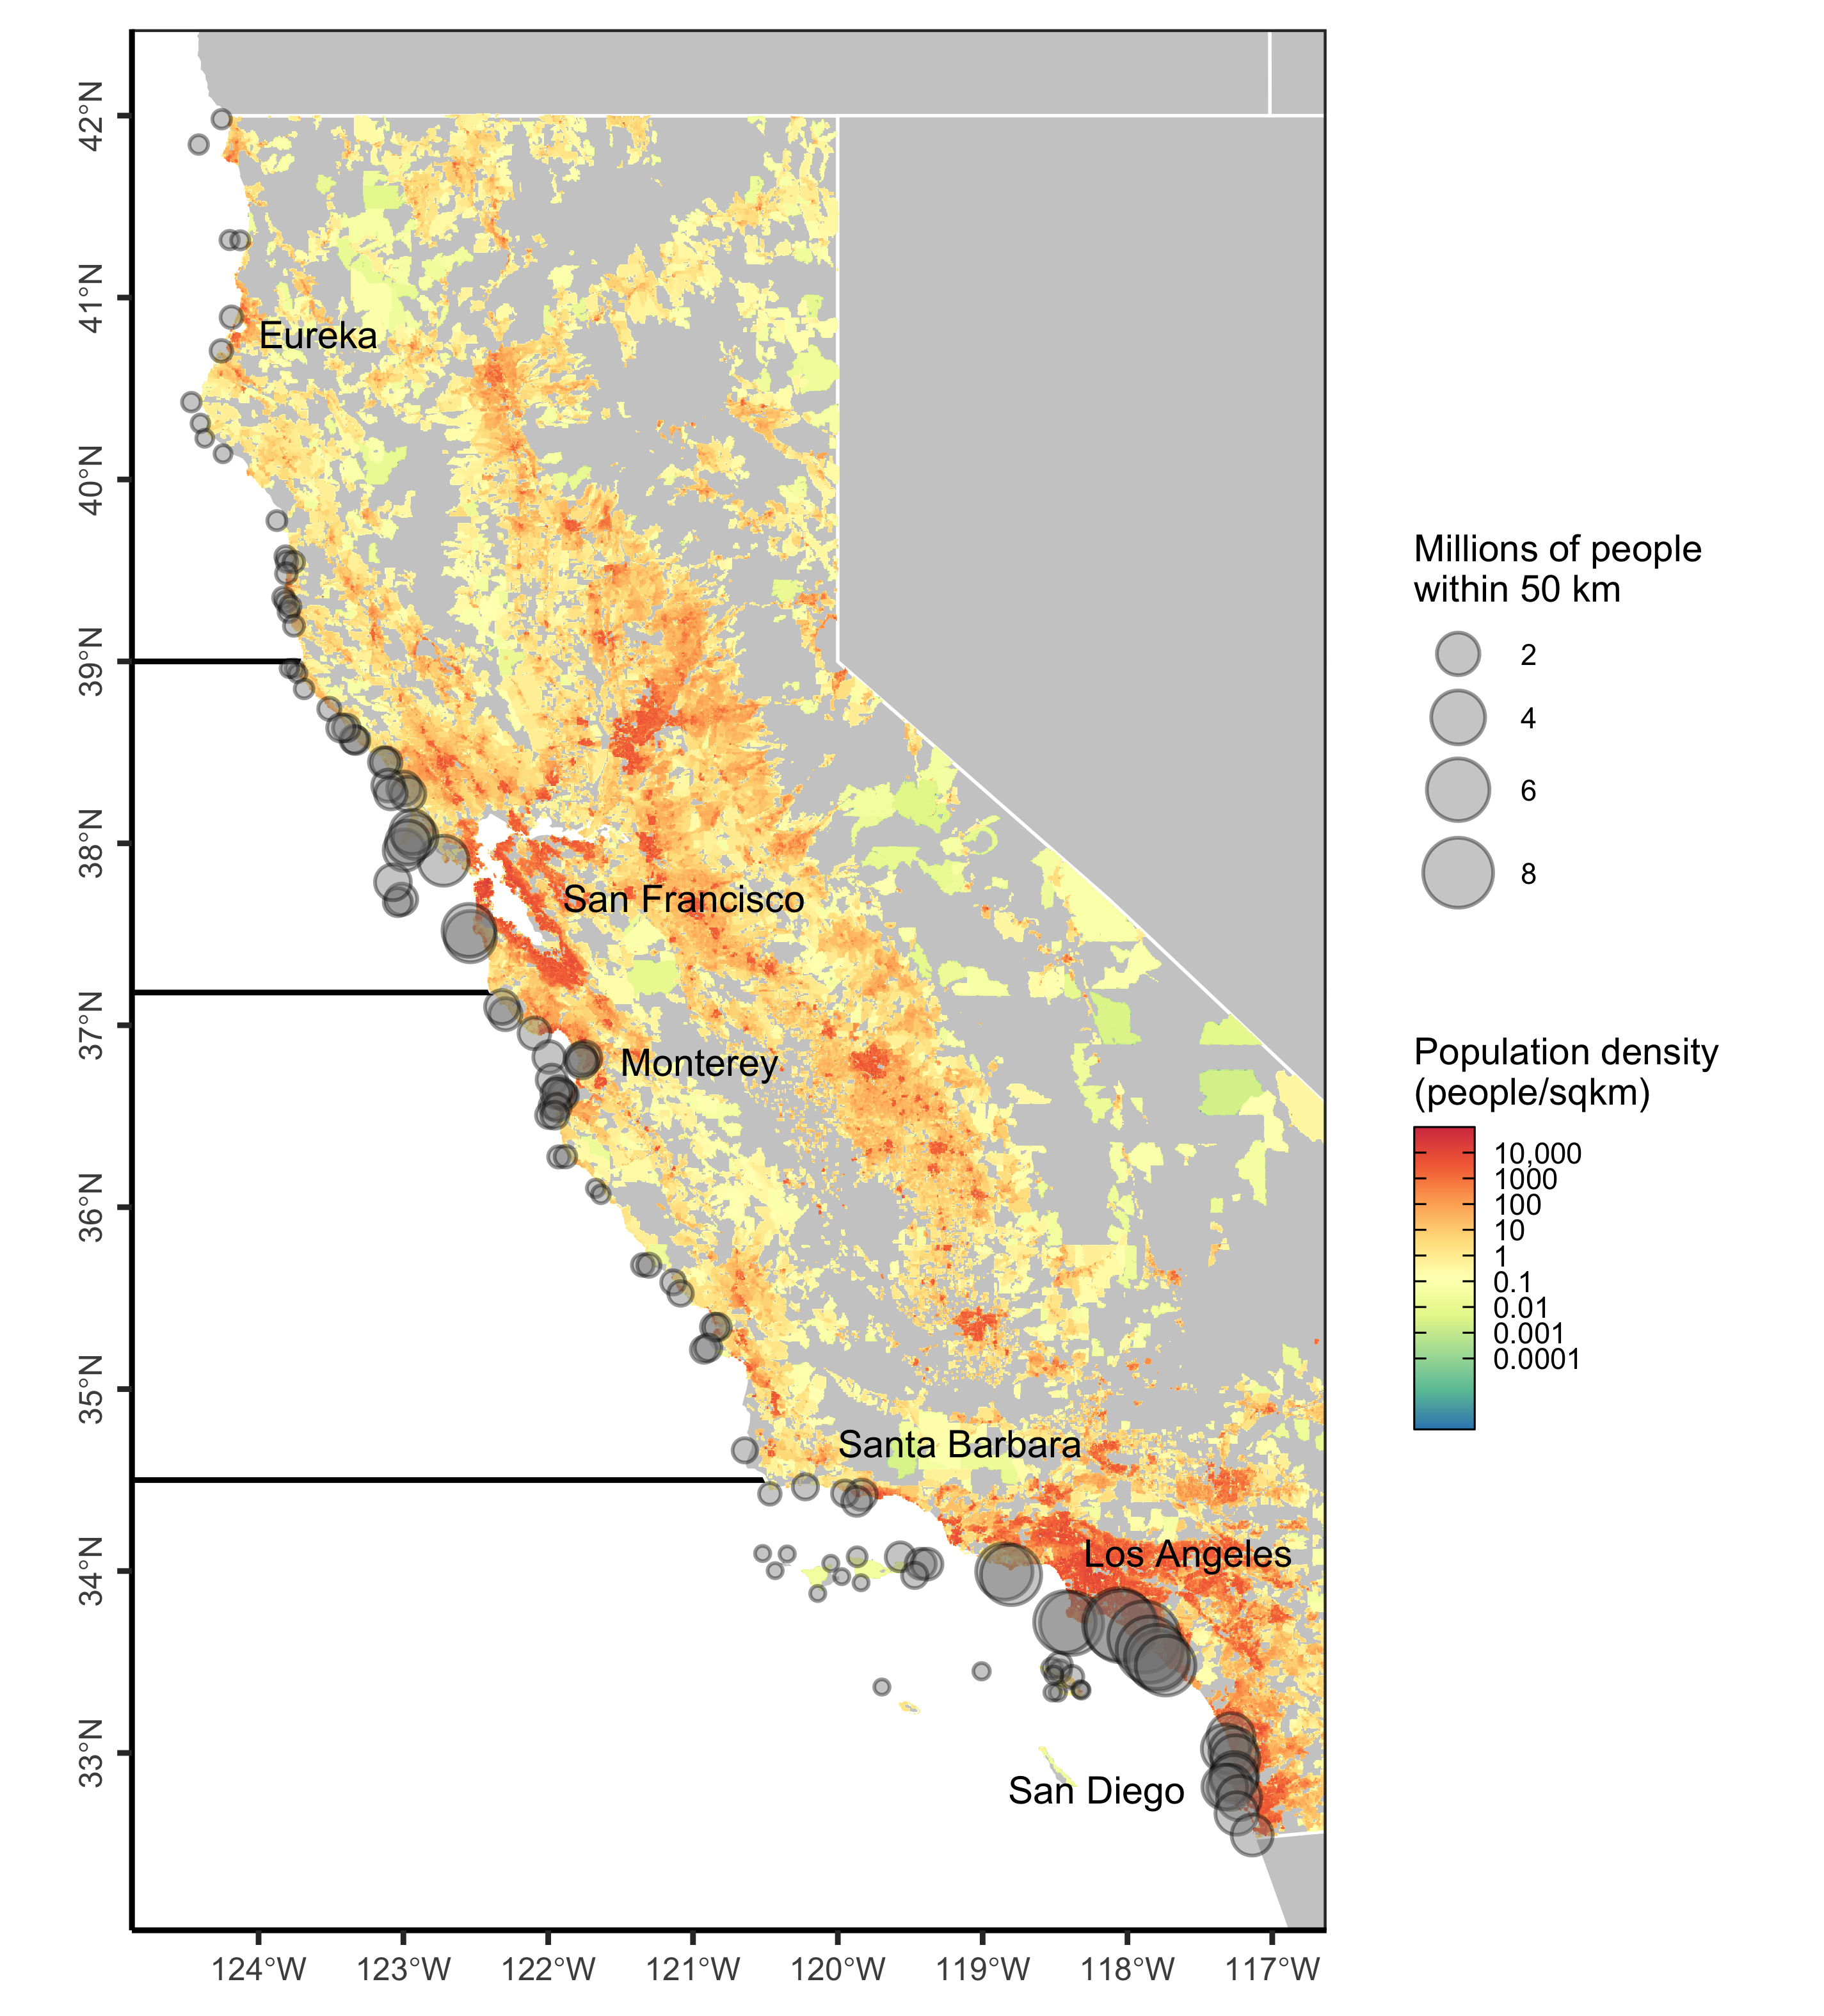 42°N
41°N
40°N
39°N
38°N
37°N
36°N
35°N
34°N
33°N
Eureka
San Francisco
Monterey
Santa Barbara
Los Angeles
San Diego
124°W
123°W
122°W
121°W
120°W
119°W
118°W
117°W
Millions of people
within 50 km
2
4
6
8
Population density
(people/sqkm)
10,000
1000
100
10
1
0.1
0.01
0.001
0.0001